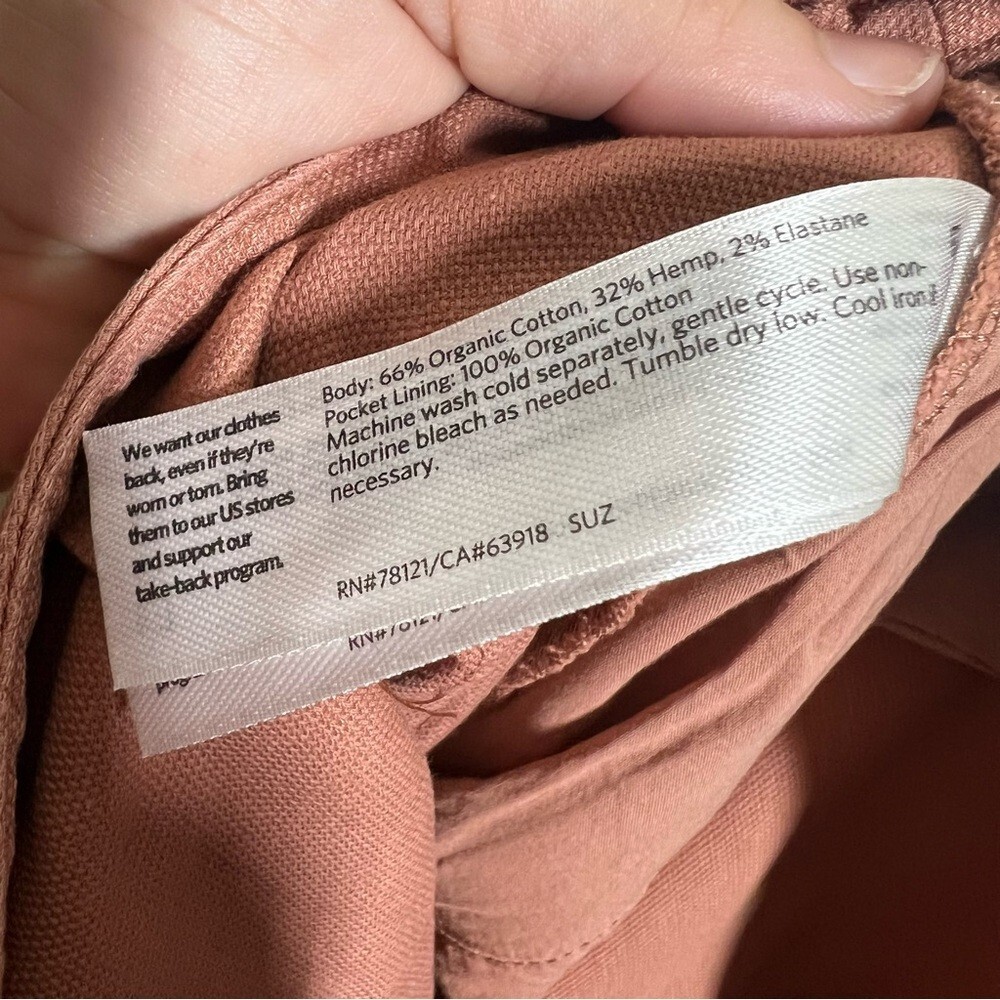 We want our clothes
back, even if they're
worn or torn. Bring
them to our US stores
and support our
take-back program.
Body: 66% Organic Cotton, 32% Hemp, 2% Elastane
Pocket Lining: 100% Organic Cotton
Machine wash cold separately, gentle cycle. Use non-
chlorine bleach as needed. Tumble dry low. Cool iron if
necessary.
RN#78121/CA#63918 SUZ
RN#78121/
prog